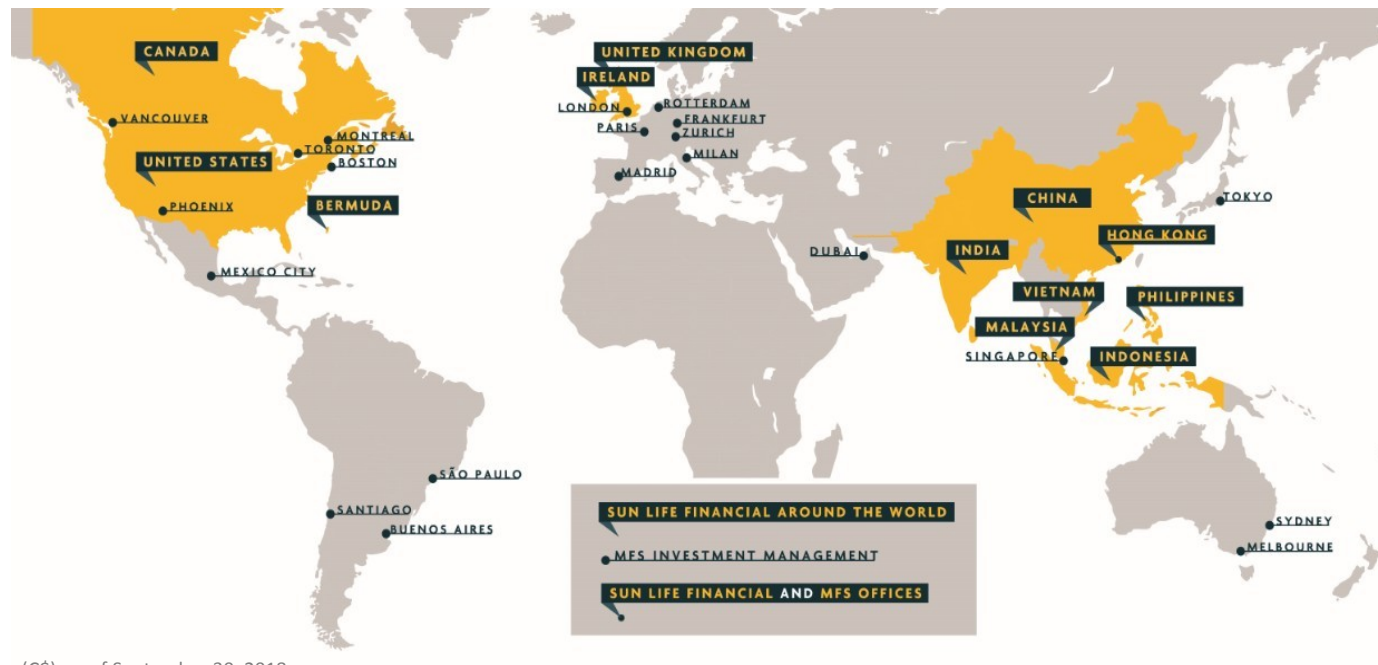 CANADA
UNITED KINGDOM
IRELAND
LONDON
ROTTERDAM
FRANKFURT
PARIS
ZURICH
VANCOUVER
MONTREAL
TORONTO
UNITED STATES
BOSTON
MILAN
MADRID
PHOENIX
BERMUDA
CHINA
TOKYO
HONG KONG
DUBAI
INDIA
MEXICO CITY
VIETNAM
PHILIPPINES
MALAYSIA
SINGAPORE
INDONESIA
SÃO PAULO
SANTIAGO
BUENOS AIRES
SUN LIFE FINANCIAL AROUND THE WORLD
MFS INVESTMENT MANAGEMENT
SUN LIFE FINANCIAL AND MFS OFFICES
SYDNEY
MELBOURNE